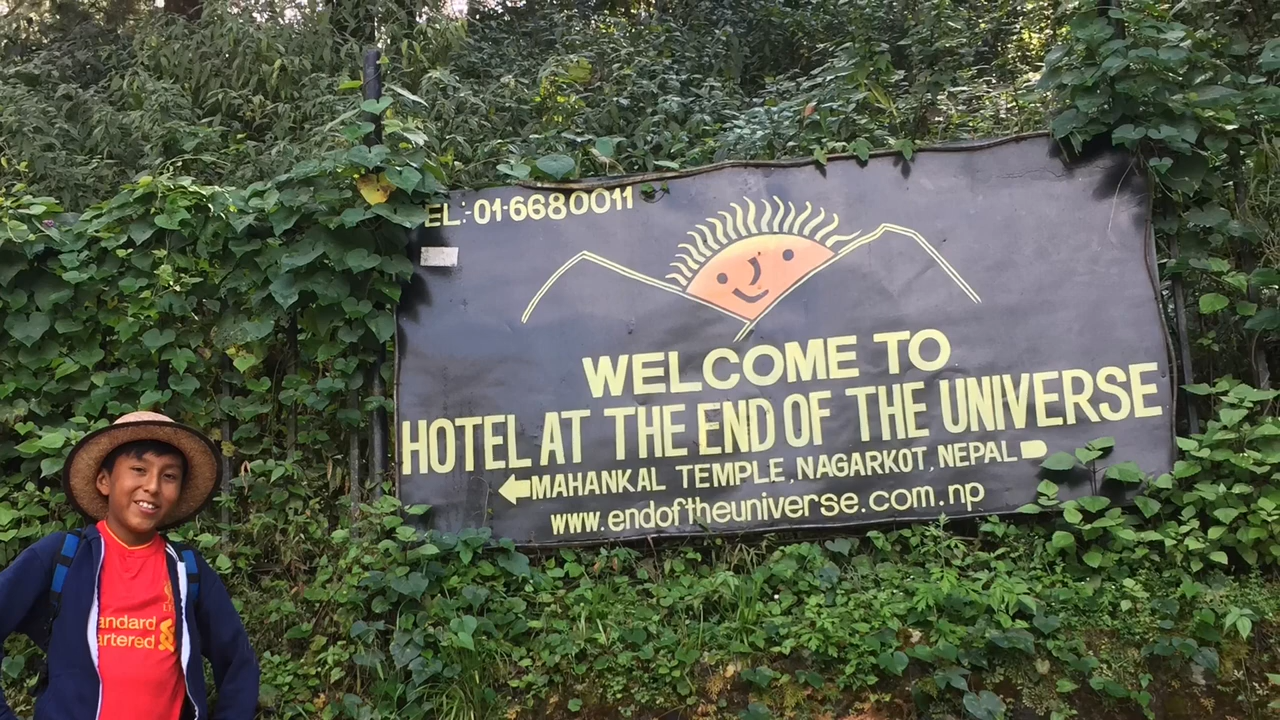 EL:-01-6680011
WELCOME TO
HOTEL AT THE END OF THE UNIVERSE
MAHANKAL TEMPLE, NAGARKOT, NEPAL
www.endoftheuniverse.com.np
andard
artered